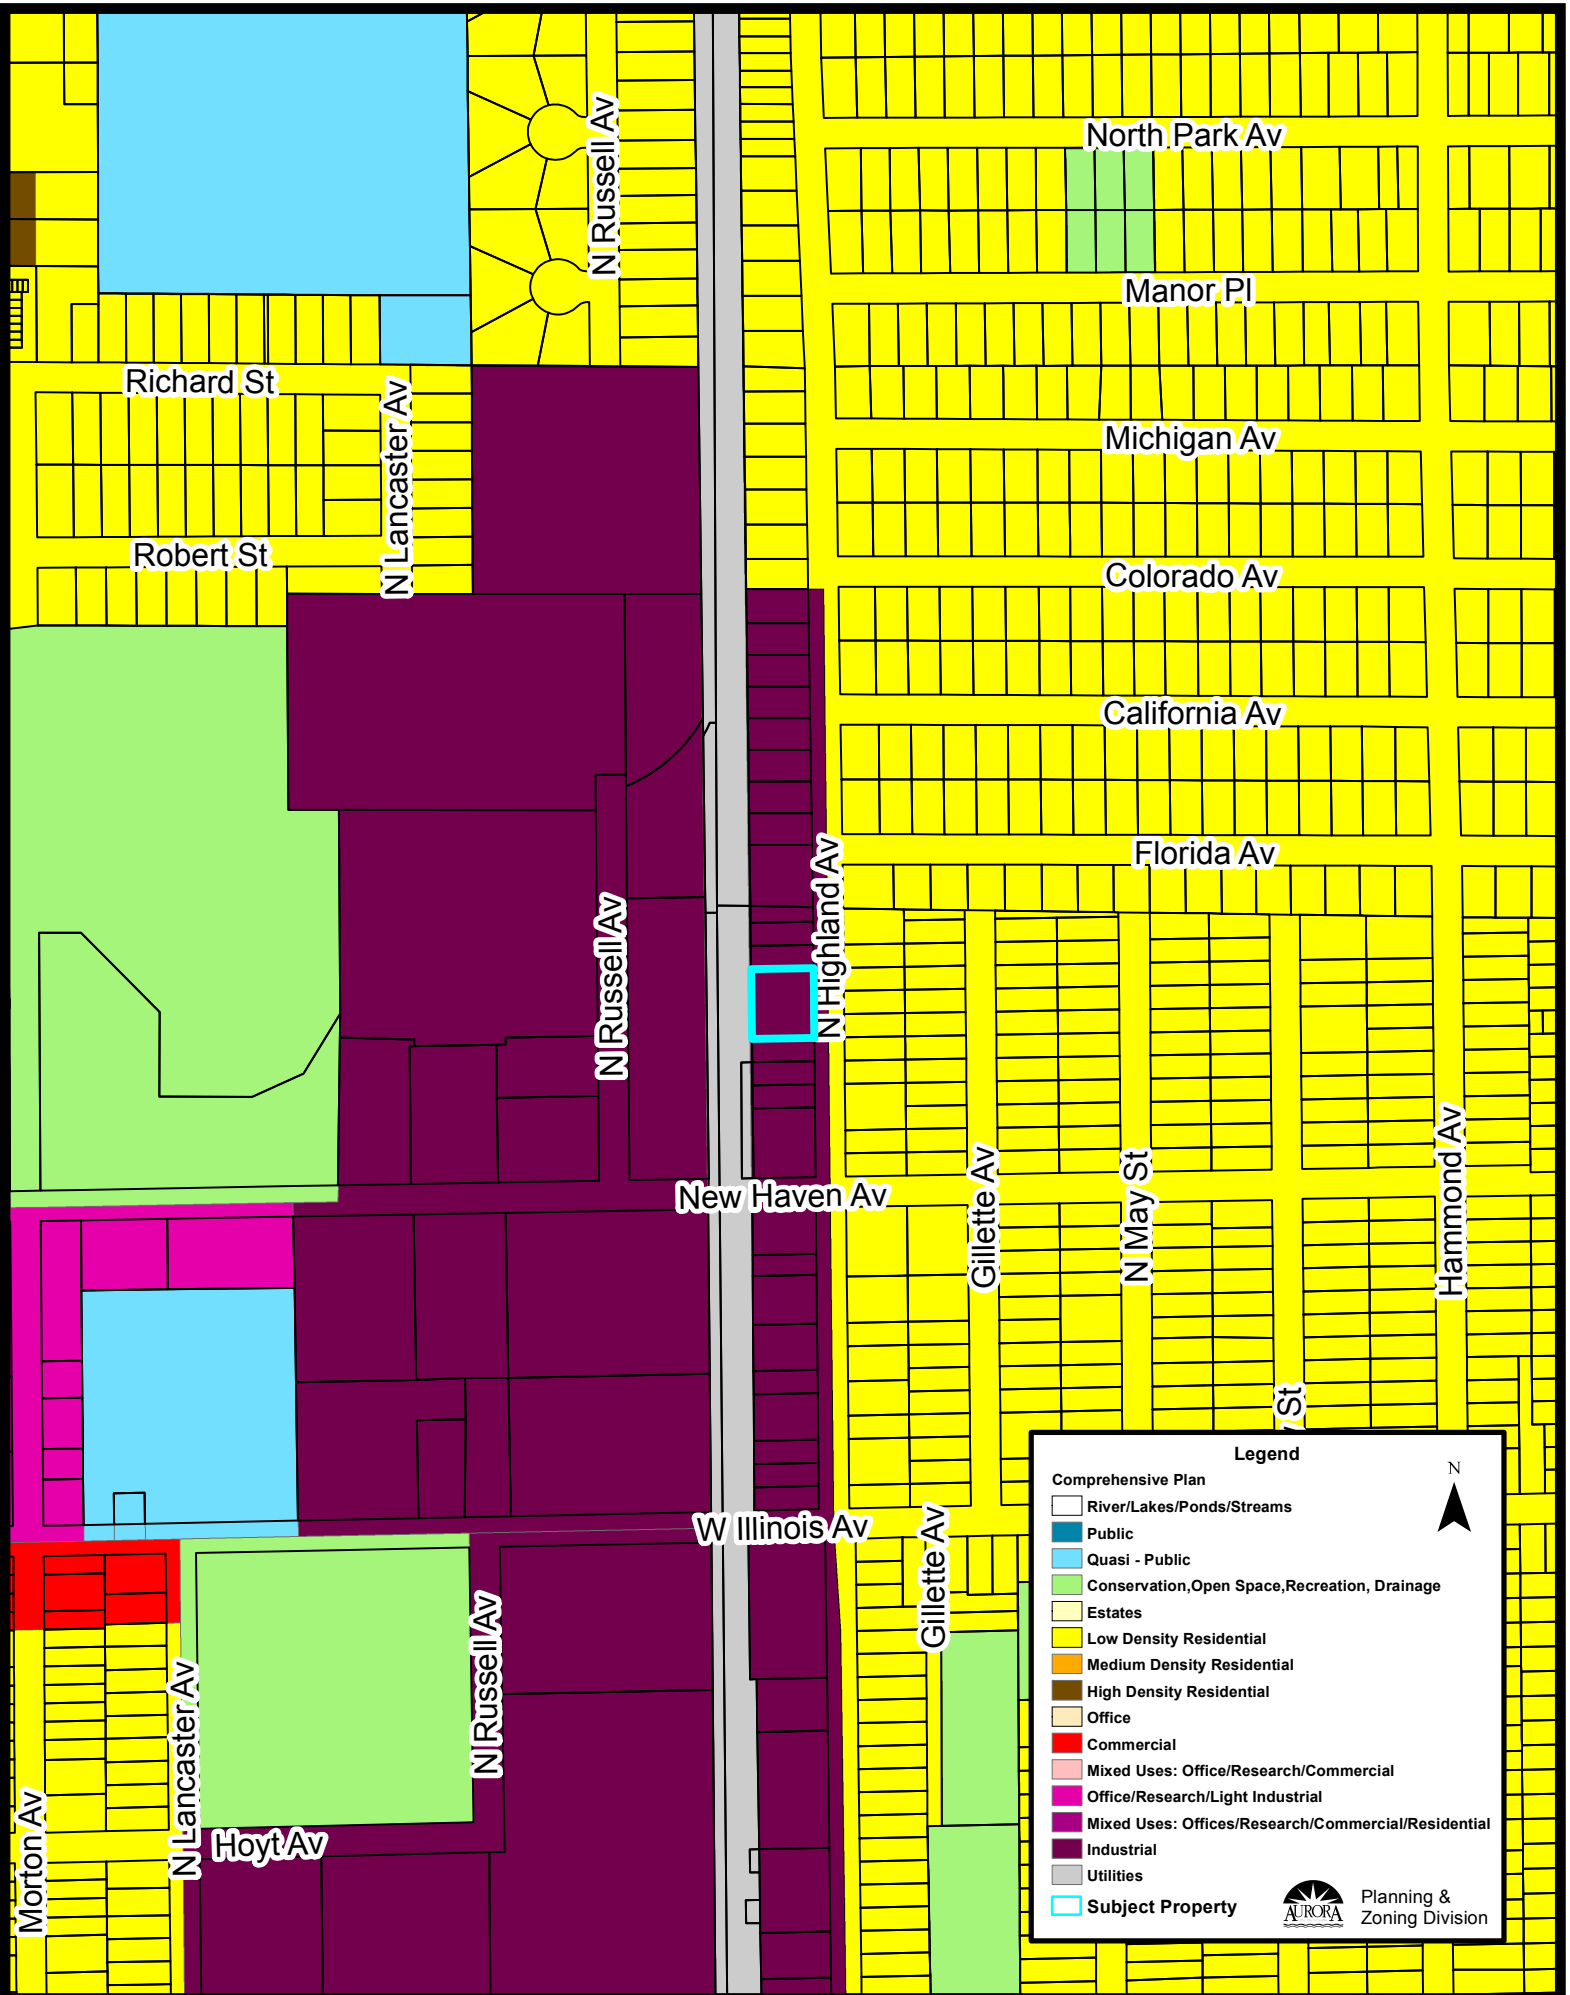 North Park Av
N Russell Av
Manor Pl
Richard St
N Lancaster Av
Michigan Av
Robert St
Colorado Av
California Av
Florida Av
N Highland Av
N Russell Av
New Haven Av
Gillette Av
N May St
Hammond Av
St
W Illinois Av
Gillette Av
N Russell Av
N Lancaster Av
Morton Av
Hoyt Av
Legend
Comprehensive Plan
N
River/Lakes/Ponds/Streams
Public
Quasi - Public
Conservation,Open Space,Recreation, Drainage
Estates
Low Density Residential
Medium Density Residential
High Density Residential
Office
Commercial
Mixed Uses: Office/Research/Commercial
Office/Research/Light Industrial
Mixed Uses: Offices/Research/Commercial/Residential
Industrial
Utilities
Subject Property
AURORA
Planning &
Zoning Division